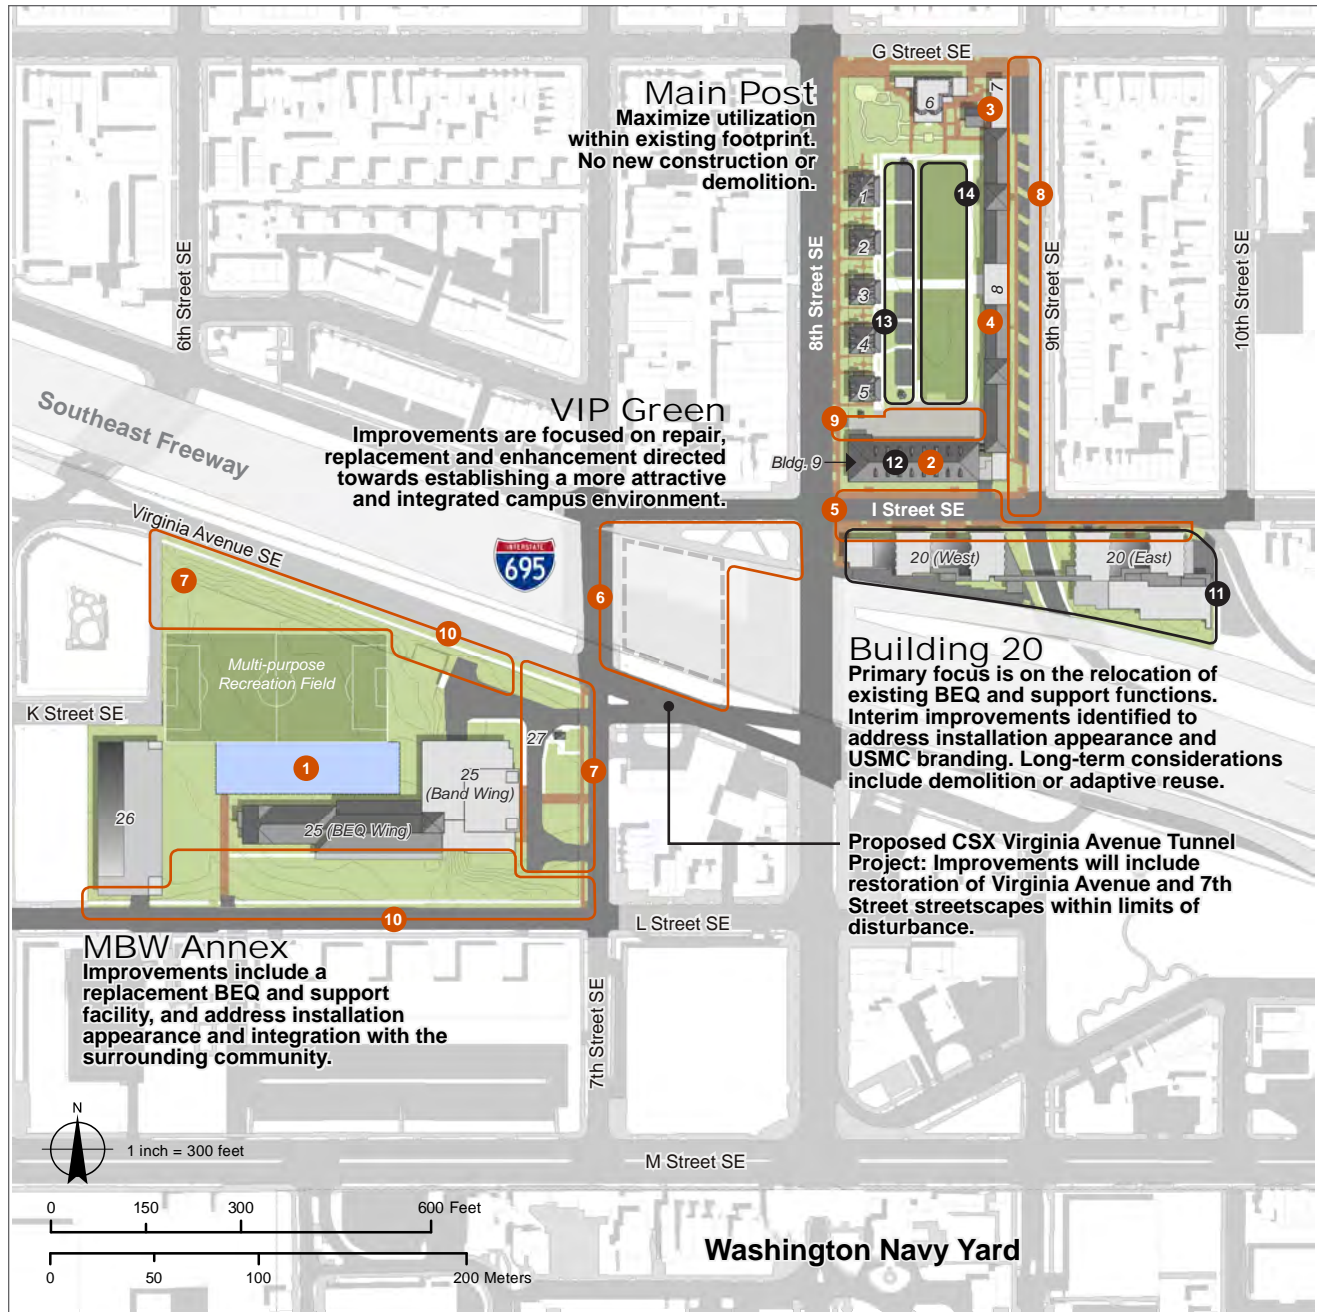 G Street SE
Main Post
Maximize utilization
within existing footprint.
No new construction or
demolition.
6
7
3
1
2
3
4
5
14
8
8
13
4
9
Bldg. 9
12
2
5
I Street SE
6th Street SE
8th Street SE
9th Street SE
10th Street SE
Southeast Freeway
VIP Green
Improvements are focused on repair,
replacement and enhancement directed
towards establishing a more attractive
and integrated campus environment.
Virginia Avenue SE
INTERSTATE
695
7
6
10
20 (West)
20 (East)
11
Multi-purpose
Recreation Field
K Street SE
Building 20
Primary focus is on the relocation of
existing BEQ and support functions.
Interim improvements identified to
address installation appearance and
USMC branding. Long-term considerations
include demolition or adaptive reuse.
27
1
7
25
(Band Wing)
26
25 (BEQ Wing)
Proposed CSX Virginia Avenue Tunnel
Project: Improvements will include
restoration of Virginia Avenue and 7th
Street streetscapes within limits of
disturbance.
10
L Street SE
MBW Annex
Improvements include a
replacement BEQ and support
facility, and address installation
appearance and integration with the
surrounding community.
7th Street SE
N
1 inch = 300 feet
M Street SE
0 150 300 600 Feet
0 50 100 200 Meters
Washington Navy Yard